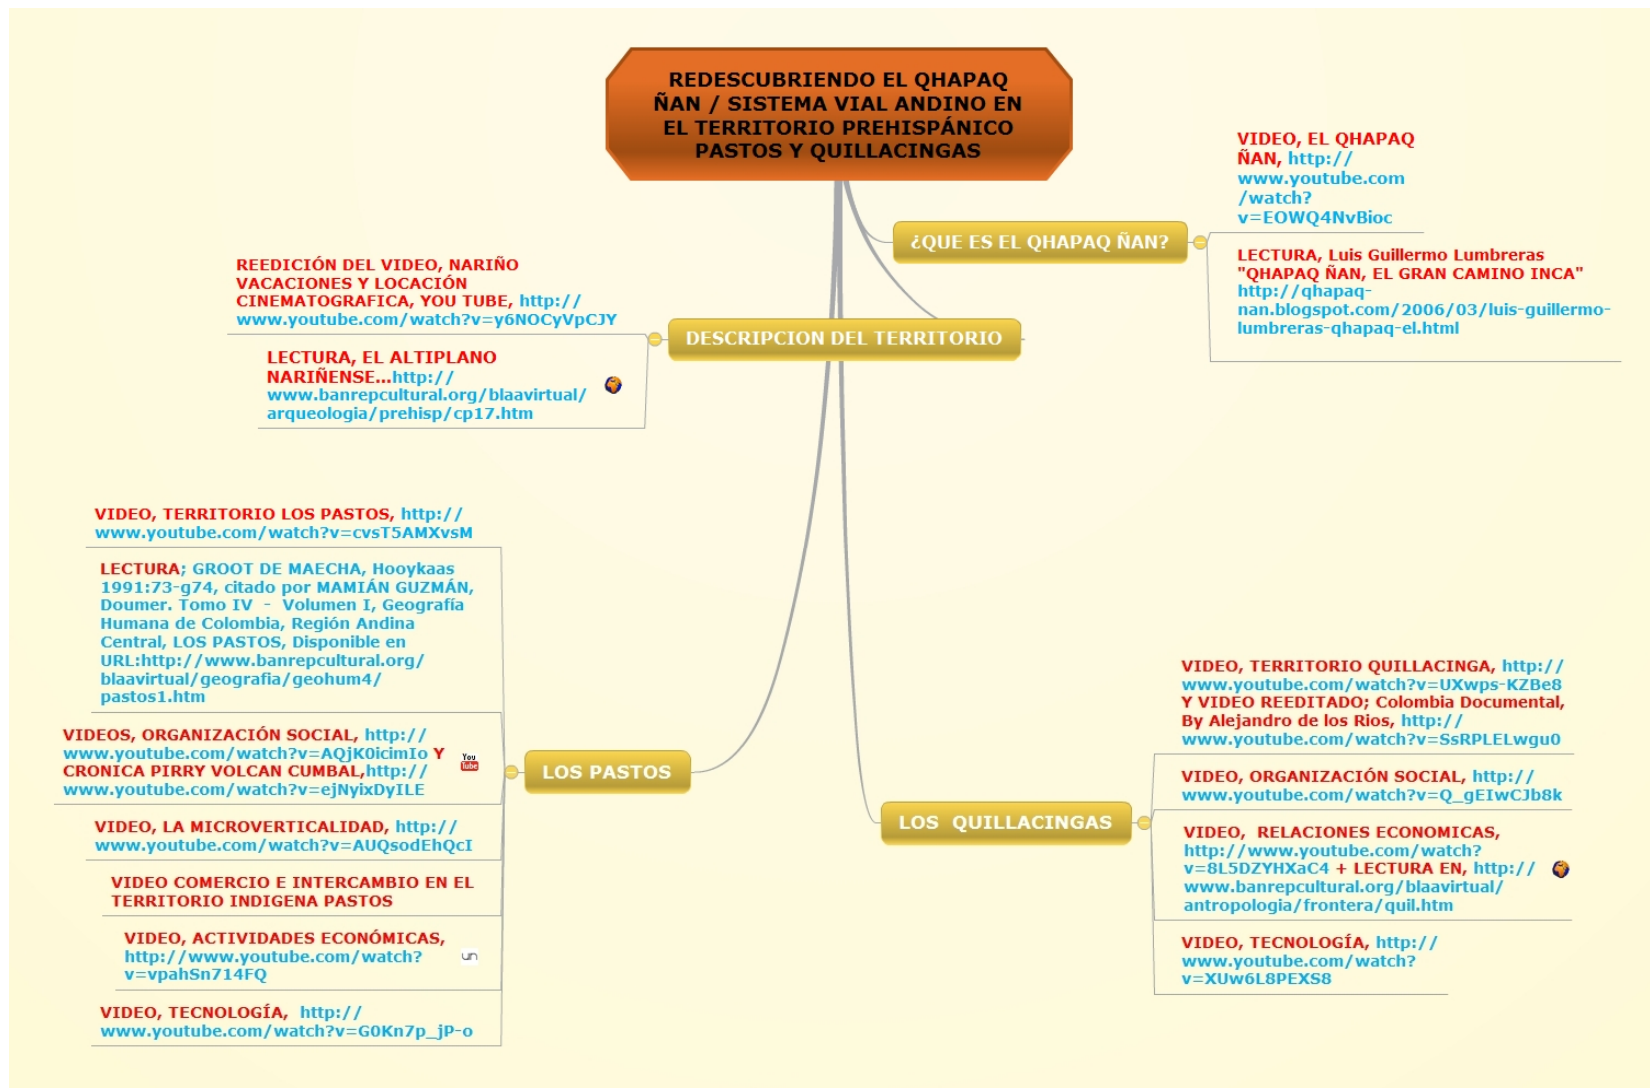 REDESCUBRIENDO EL QHAPAQ
ÑAN / SISTEMA VIAL ANDINO EN
EL TERRITORIO PREHISPÁNICO
PASTOS Y QUILLACINGAS
¿QUE ES EL QHAPAQ ÑAN?
VIDEO, EL QHAPAQ
ÑAN, http://
www.youtube.com
/watch?
v=EOWQ4NvBioc
LECTURA, Luis Guillermo Lumbreras
"QHAPAQ ÑAN, EL GRAN CAMINO INCA"
http://qhapaq-
nan.blogspot.com/2006/03/luis-guillermo-
lumbreras-qhapaq-el.html
DESCRIPCION DEL TERRITORIO
REEDICIÓN DEL VIDEO, NARIÑO
VACACIONES Y LOCACIÓN
CINEMATOGRAFICA, YOU TUBE, http://
www.youtube.com/watch?v=y6NOCyVpCJY
LECTURA, EL ALTIPLANO
NARIÑENSE...http://
www.banrepcultural.org/blaavirtual/
arqueologia/prehisp/cp17.htm
LOS PASTOS
VIDEO, TERRITORIO LOS PASTOS, http://
www.youtube.com/watch?v=cvsT5AMXvsM
LECTURA; GROOT DE MAECHA, Hooykaas
1991:73-g74, citado por MAMIÁN GUZMÁN,
Doumer. Tomo IV  -  Volumen I, Geografía
Humana de Colombia, Región Andina
Central, LOS PASTOS, Disponible en
URL:http://www.banrepcultural.org/
blaavirtual/geografia/geohum4/
pastos1.htm
VIDEOS, ORGANIZACIÓN SOCIAL, http://
www.youtube.com/watch?v=AQjK0icimIo Y
CRONICA PIRRY VOLCAN CUMBAL,http://
www.youtube.com/watch?v=ejNyixDyILE
You
Tube
VIDEO, LA MICROVERTICALIDAD, http://
www.youtube.com/watch?v=AUQsodEhQcI
VIDEO COMERCIO E INTERCAMBIO EN EL
TERRITORIO INDIGENA PASTOS
VIDEO, ACTIVIDADES ECONÓMICAS,
http://www.youtube.com/watch?
v=vpahSn714FQ
VIDEO, TECNOLOGÍA,  http://
www.youtube.com/watch?v=G0Kn7p_jP-o
LOS  QUILLACINGAS
VIDEO, TERRITORIO QUILLACINGA, http://
www.youtube.com/watch?v=UXwps-KZBe8
Y VIDEO REEDITADO; Colombia Documental,
By Alejandro de los Rios, http://
www.youtube.com/watch?v=SsRPLELwgu0
VIDEO, ORGANIZACIÓN SOCIAL, http://
www.youtube.com/watch?v=Q_gEIwCJb8k
VIDEO,  RELACIONES ECONOMICAS,
http://www.youtube.com/watch?
v=8L5DZYHXaC4 + LECTURA EN, http://
www.banrepcultural.org/blaavirtual/
antropologia/frontera/quil.htm
VIDEO, TECNOLOGÍA, http://
www.youtube.com/watch?
v=XUw6L8PEXS8